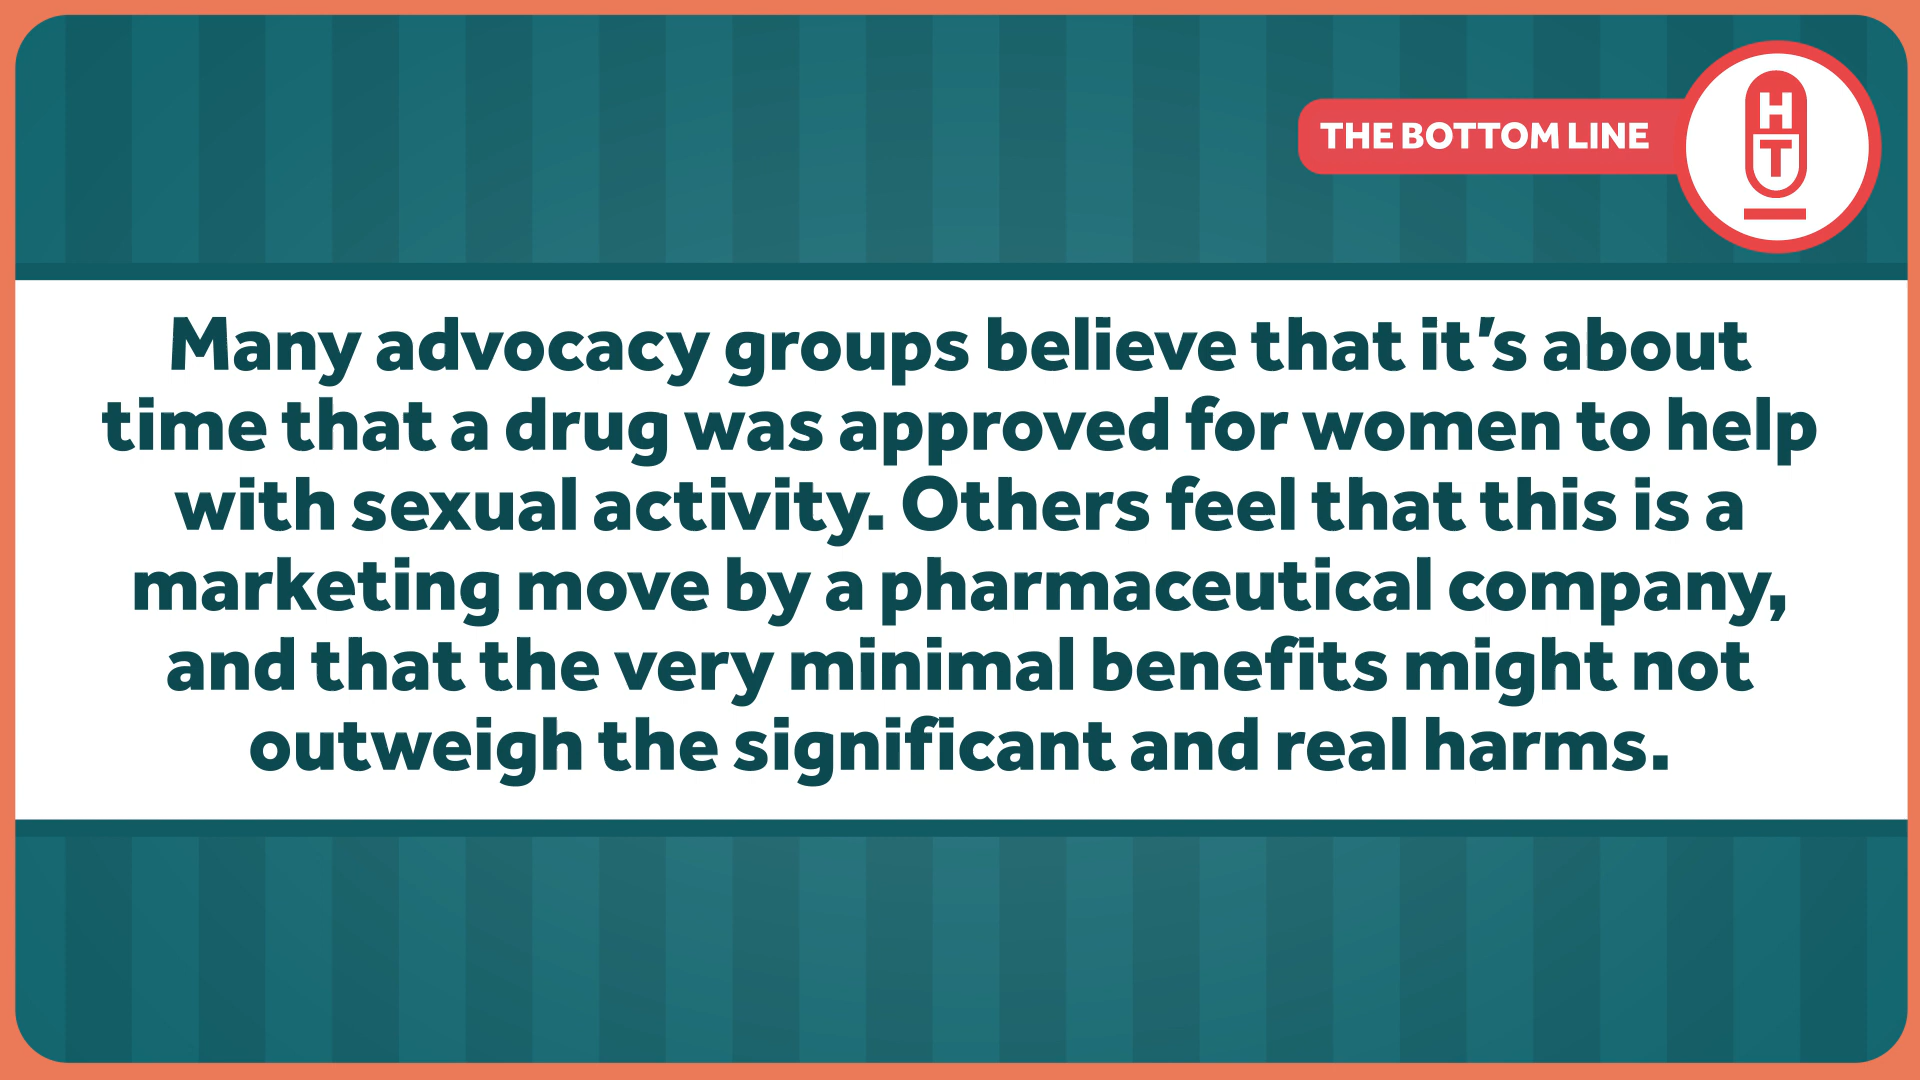 THE BOTTOM LINE
H
T
Many advocacy groups believe that it’s about
time that a drug was approved for women to help
with sexual activity. Others feel that this is a
marketing move by a pharmaceutical company,
and that the very minimal benefits might not
outweigh the significant and real harms.